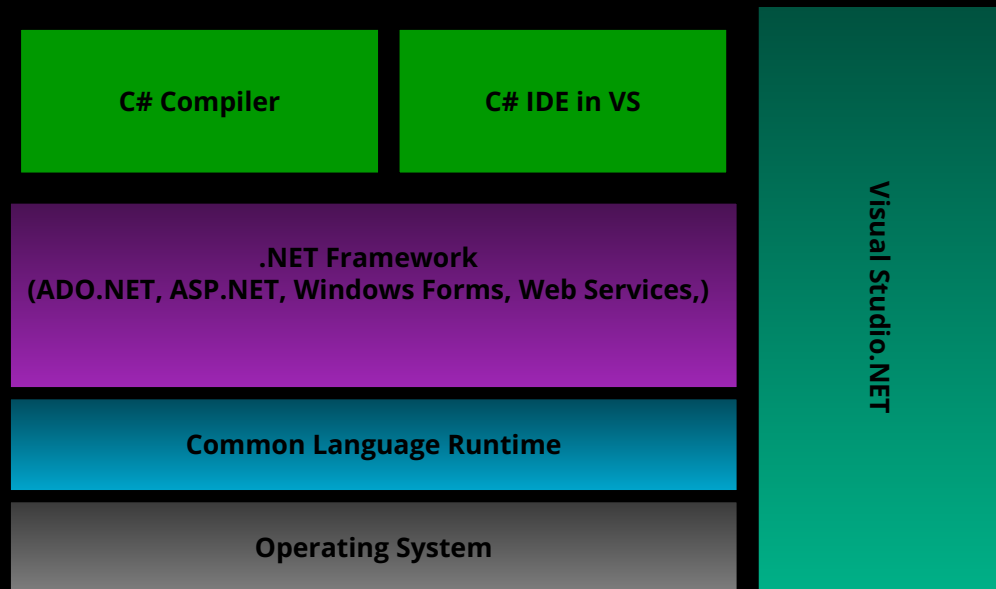 C# Compiler
C# IDE in VS
.NET Framework
(ADO.NET, ASP.NET, Windows Forms, Web Services,)
Common Language Runtime
Operating System
Visual Studio.NET